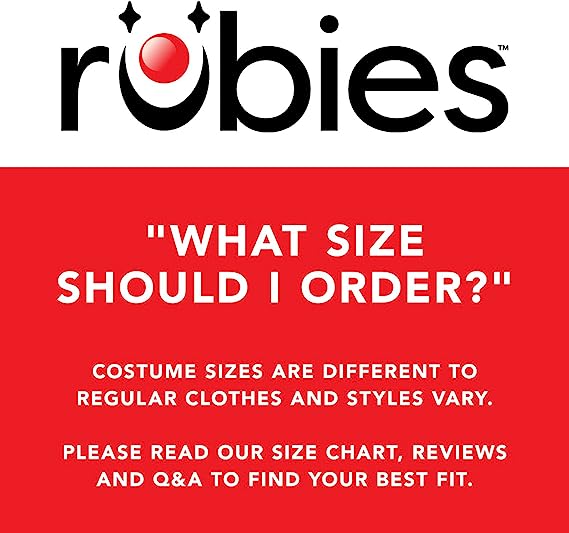 rubies™
"WHAT SIZE
SHOULD I ORDER?"
COSTUME SIZES ARE DIFFERENT TO
REGULAR CLOTHES AND STYLES VARY.
PLEASE READ OUR SIZE CHART, REVIEWS
AND Q&A TO FIND YOUR BEST FIT.